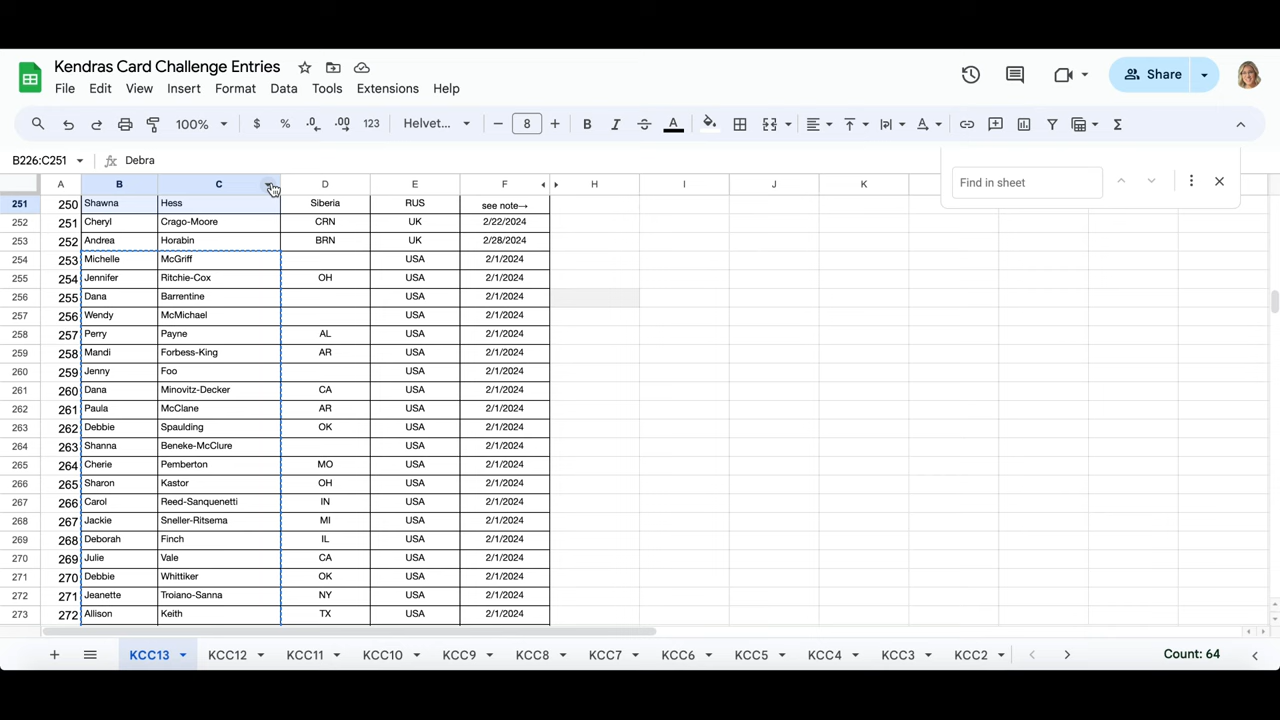 Kendras Card Challenge Entries
File Edit View Insert Format Data Tools Extensions Help
Share
100% $ % .0 .00 123 Helvet... 8 B I A Σ
B226:C251 fx Debra
Find in sheet
A B C D E F H I J K
251 250 Shawna Hess Siberia RUS see note→
252 251 Cheryl Crago-Moore CRN UK 2/22/2024
253 252 Andrea Horabin BRN UK 2/28/2024
254 253 Michelle McGriff USA 2/1/2024
255 254 Jennifer Ritchie-Cox OH USA 2/1/2024
256 255 Dana Barrentine USA 2/1/2024
257 256 Wendy McMichael USA 2/1/2024
258 257 Perry Payne AL USA 2/1/2024
259 258 Mandi Forbess-King AR USA 2/1/2024
260 259 Jenny Foo USA 2/1/2024
261 260 Dana Minovitz-Decker CA USA 2/1/2024
262 261 Paula McClane AR USA 2/1/2024
263 262 Debbie Spaulding OK USA 2/1/2024
264 263 Shanna Beneke-McClure USA 2/1/2024
265 264 Cherie Pemberton MO USA 2/1/2024
266 265 Sharon Kastor OH USA 2/1/2024
267 266 Carol Reed-Sanquenetti IN USA 2/1/2024
268 267 Jackie Sneller-Ritsema MI USA 2/1/2024
269 268 Deborah Finch IL USA 2/1/2024
270 269 Julie Vale CA USA 2/1/2024
271 270 Debbie Whittiker OK USA 2/1/2024
272 271 Jeanette Troiano-Sanna NY USA 2/1/2024
273 272 Allison Keith TX USA 2/1/2024
KCC13 KCC12 KCC11 KCC10 KCC9 KCC8 KCC7 KCC6 KCC5 KCC4 KCC3 KCC2 Count: 64